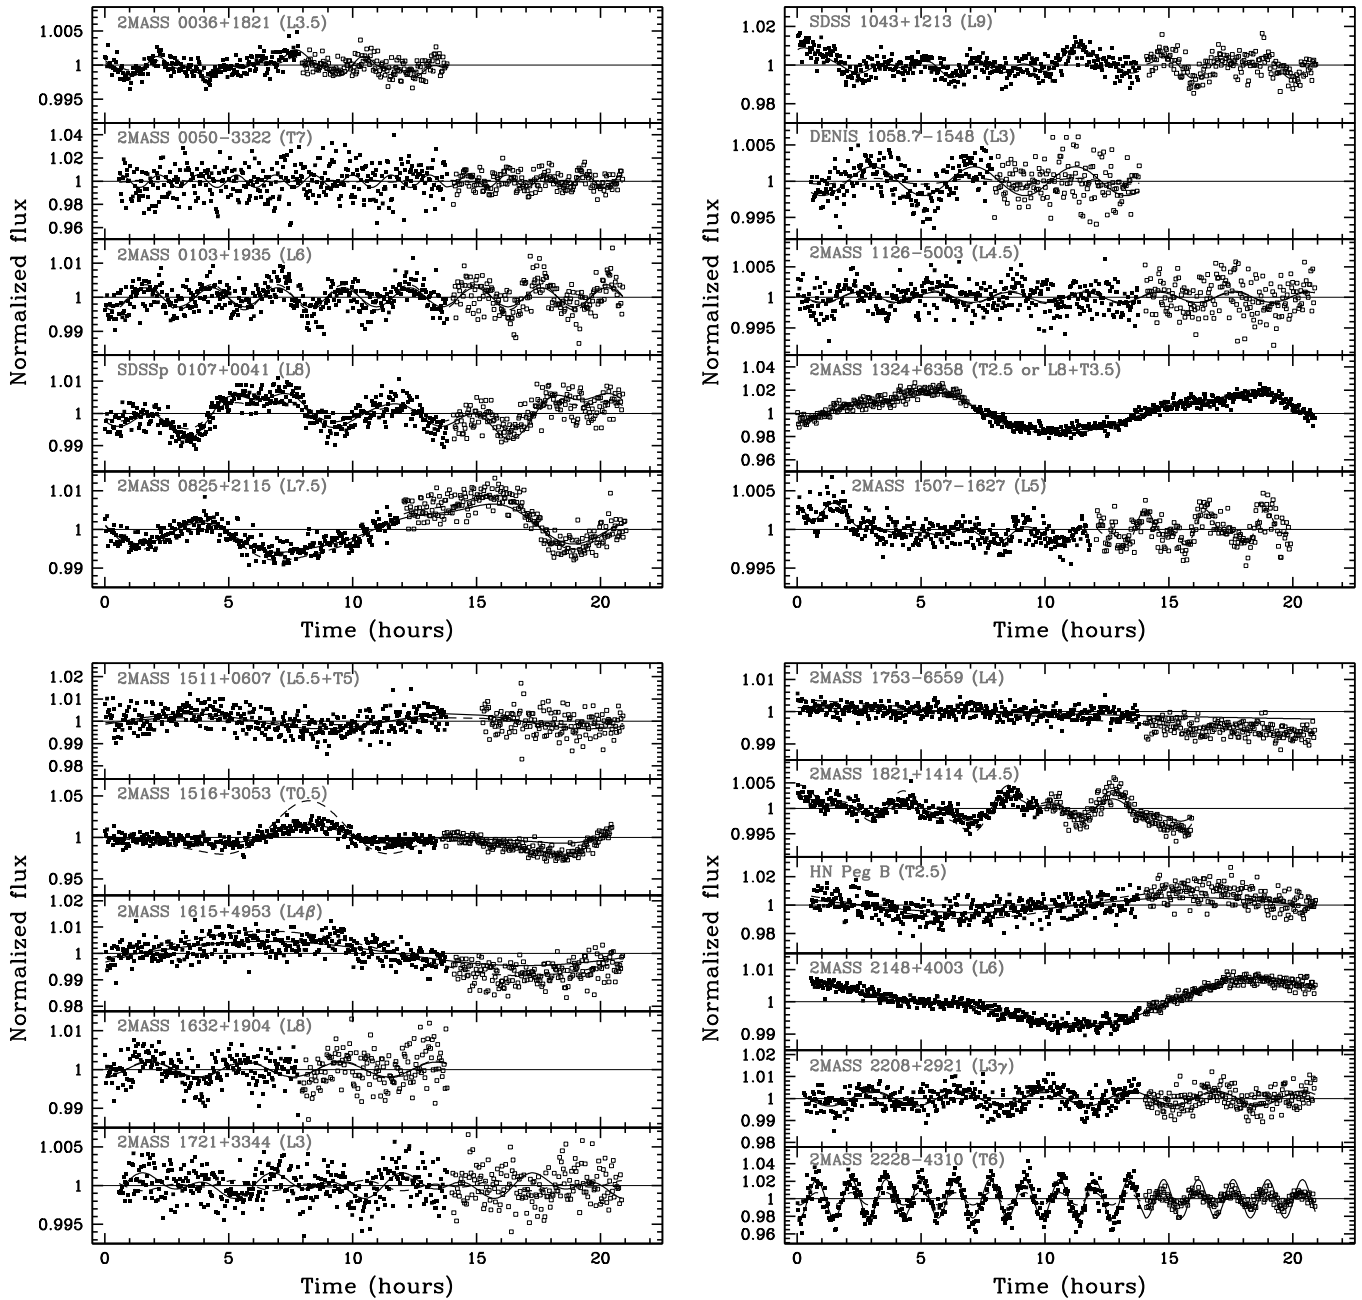 2MASS 0036+1821 (L3.5)
1.005
1
0.995
2MASS 0050−3322 (T7)
1.04
1.02
1
0.98
0.96
2MASS 0103+1935 (L6)
1.01
1
0.99
SDSSp 0107+0041 (L8)
1.01
1
0.99
2MASS 0825+2115 (L7.5)
1.01
1
0.99
0 5 10 15 20
Time (hours)
Normalized flux
SDSS 1043+1213 (L9)
1.02
1
0.98
DENIS 1058.7−1548 (L3)
1.005
1
0.995
2MASS 1126−5003 (L4.5)
1.005
1
0.995
2MASS 1324+6358 (T2.5 or L8+T3.5)
1.04
1.02
1
0.98
0.96
2MASS 1507−1627 (L5)
1.005
1
0.995
0 5 10 15 20
Time (hours)
Normalized flux
2MASS 1511+0607 (L5.5+T5)
1.02
1.01
1
0.99
0.98
2MASS 1516+3053 (T0.5)
1.05
1
0.95
2MASS 1615+4953 (L4β)
1.02
1.01
1
0.99
0.98
2MASS 1632+1904 (L8)
1.01
1
0.99
2MASS 1721+3344 (L3)
1.005
1
0.995
0 5 10 15 20
Time (hours)
Normalized flux
2MASS 1753−6559 (L4)
1.01
1
0.99
2MASS 1821+1414 (L4.5)
1.005
1
0.995
HN Peg B (T2.5)
1.02
1
0.98
2MASS 2148+4003 (L6)
1.01
1
0.99
2MASS 2208+2921 (L3γ)
1.02
1.01
1
0.99
0.98
2MASS 2228−4310 (T6)
1.04
1.02
1
0.98
0.96
0 5 10 15 20
Time (hours)
Normalized flux